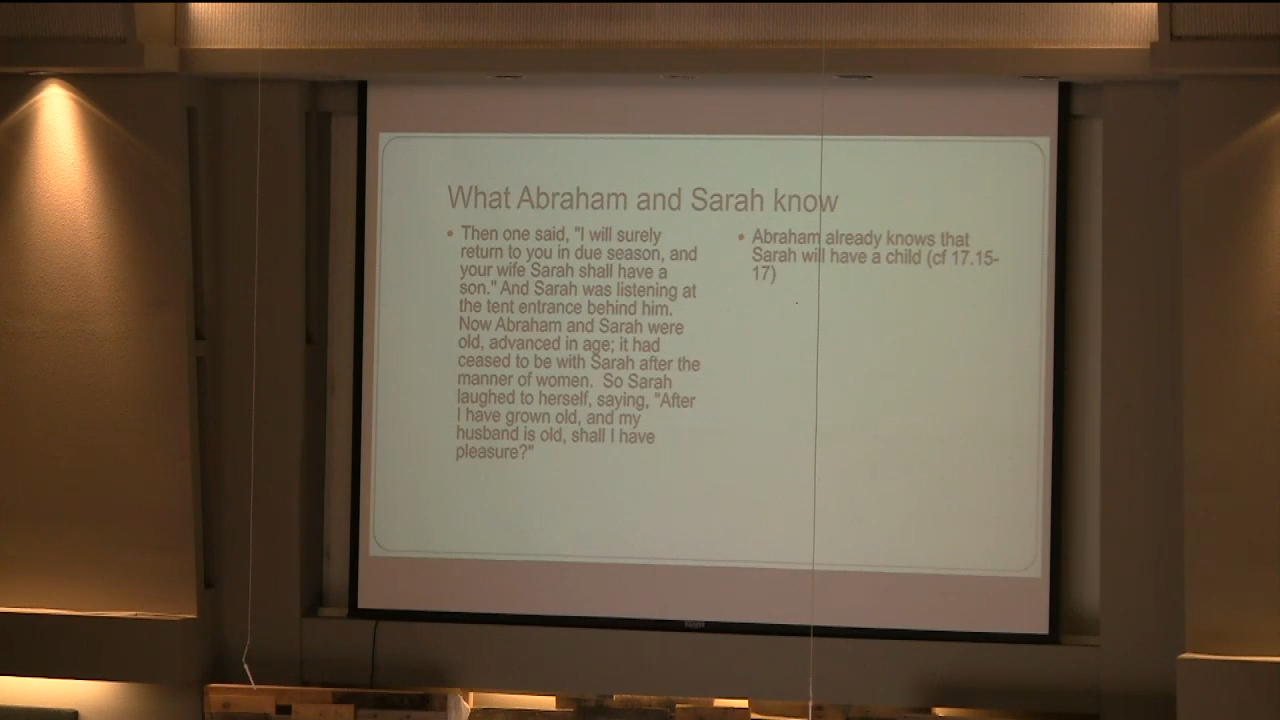 What Abraham and Sarah know
• Then one said, "I will surely
return to you in due season, and
your wife Sarah shall have a
son." And Sarah was listening at
the tent entrance behind him.
Now Abraham and Sarah were
old, advanced in age; it had
ceased to be with Sarah after the
manner of women.  So Sarah
laughed to herself, saying, "After
I have grown old, and my
husband is old, shall I have
pleasure?"
• Abraham already knows that
Sarah will have a child (cf 17.15-
17)